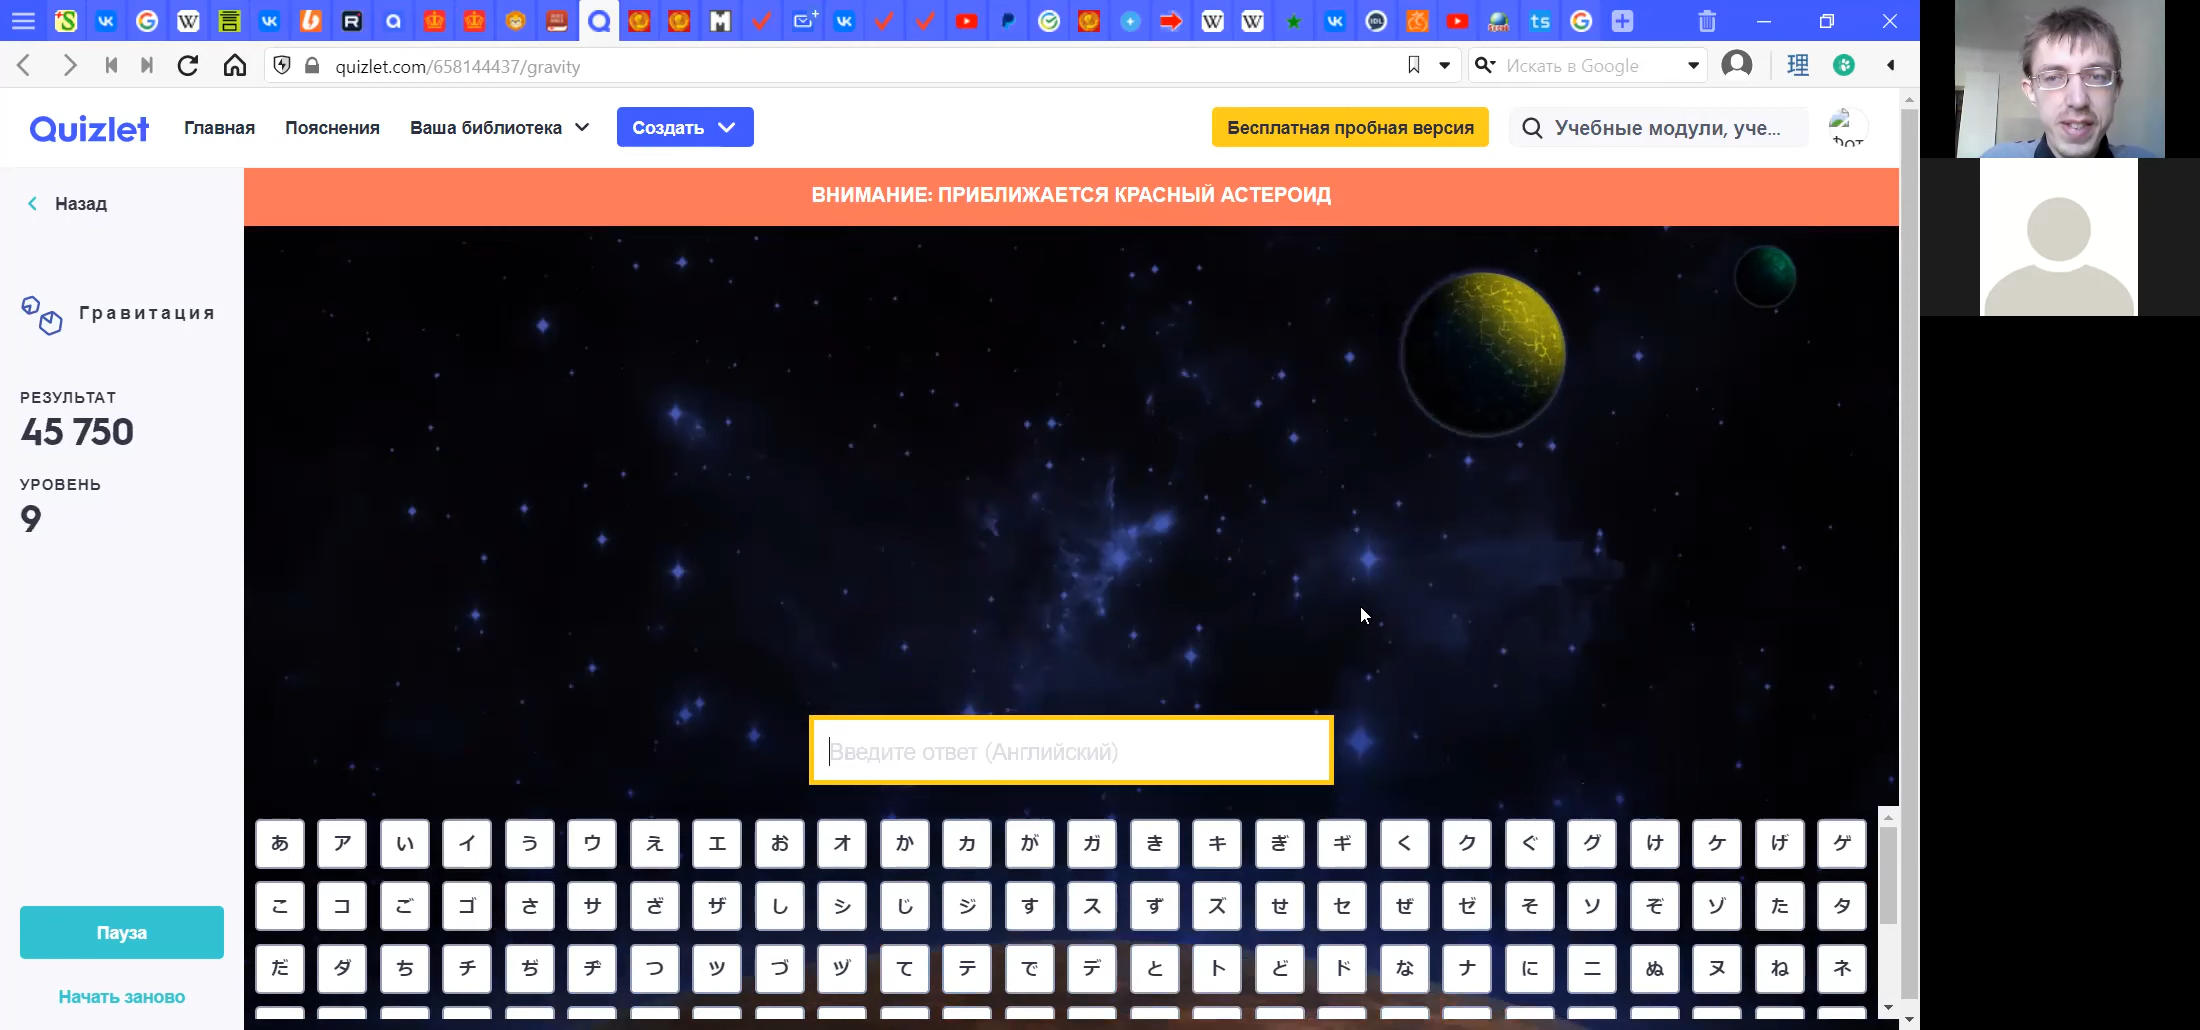 quizlet.com/658144437/gravity
Искать в Google
理
ts
Quizlet
Главная
Пояснения
Ваша библиотека
Создать
Бесплатная пробная версия
Учебные модули, уче...
Фот
Назад
ВНИМАНИЕ: ПРИБЛИЖАЕТСЯ КРАСНЫЙ АСТЕРОИД
Гравитация
РЕЗУЛЬТАТ
45 750
УРОВЕНЬ
9
Введите ответ (Английский)
あ ア い イ う ウ え エ お オ か カ が ガ き キ ぎ ギ く ク ぐ グ け ケ げ ゲ
こ コ ご ゴ さ サ ざ ザ し シ じ ジ す ス ず ズ せ セ ぜ ゼ そ ソ ぞ ゾ た タ
だ ダ ち チ ぢ ヂ つ ツ づ ヅ て テ で デ と ト ど ド な ナ に ニ ぬ ヌ ね ネ
Пауза
Начать заново